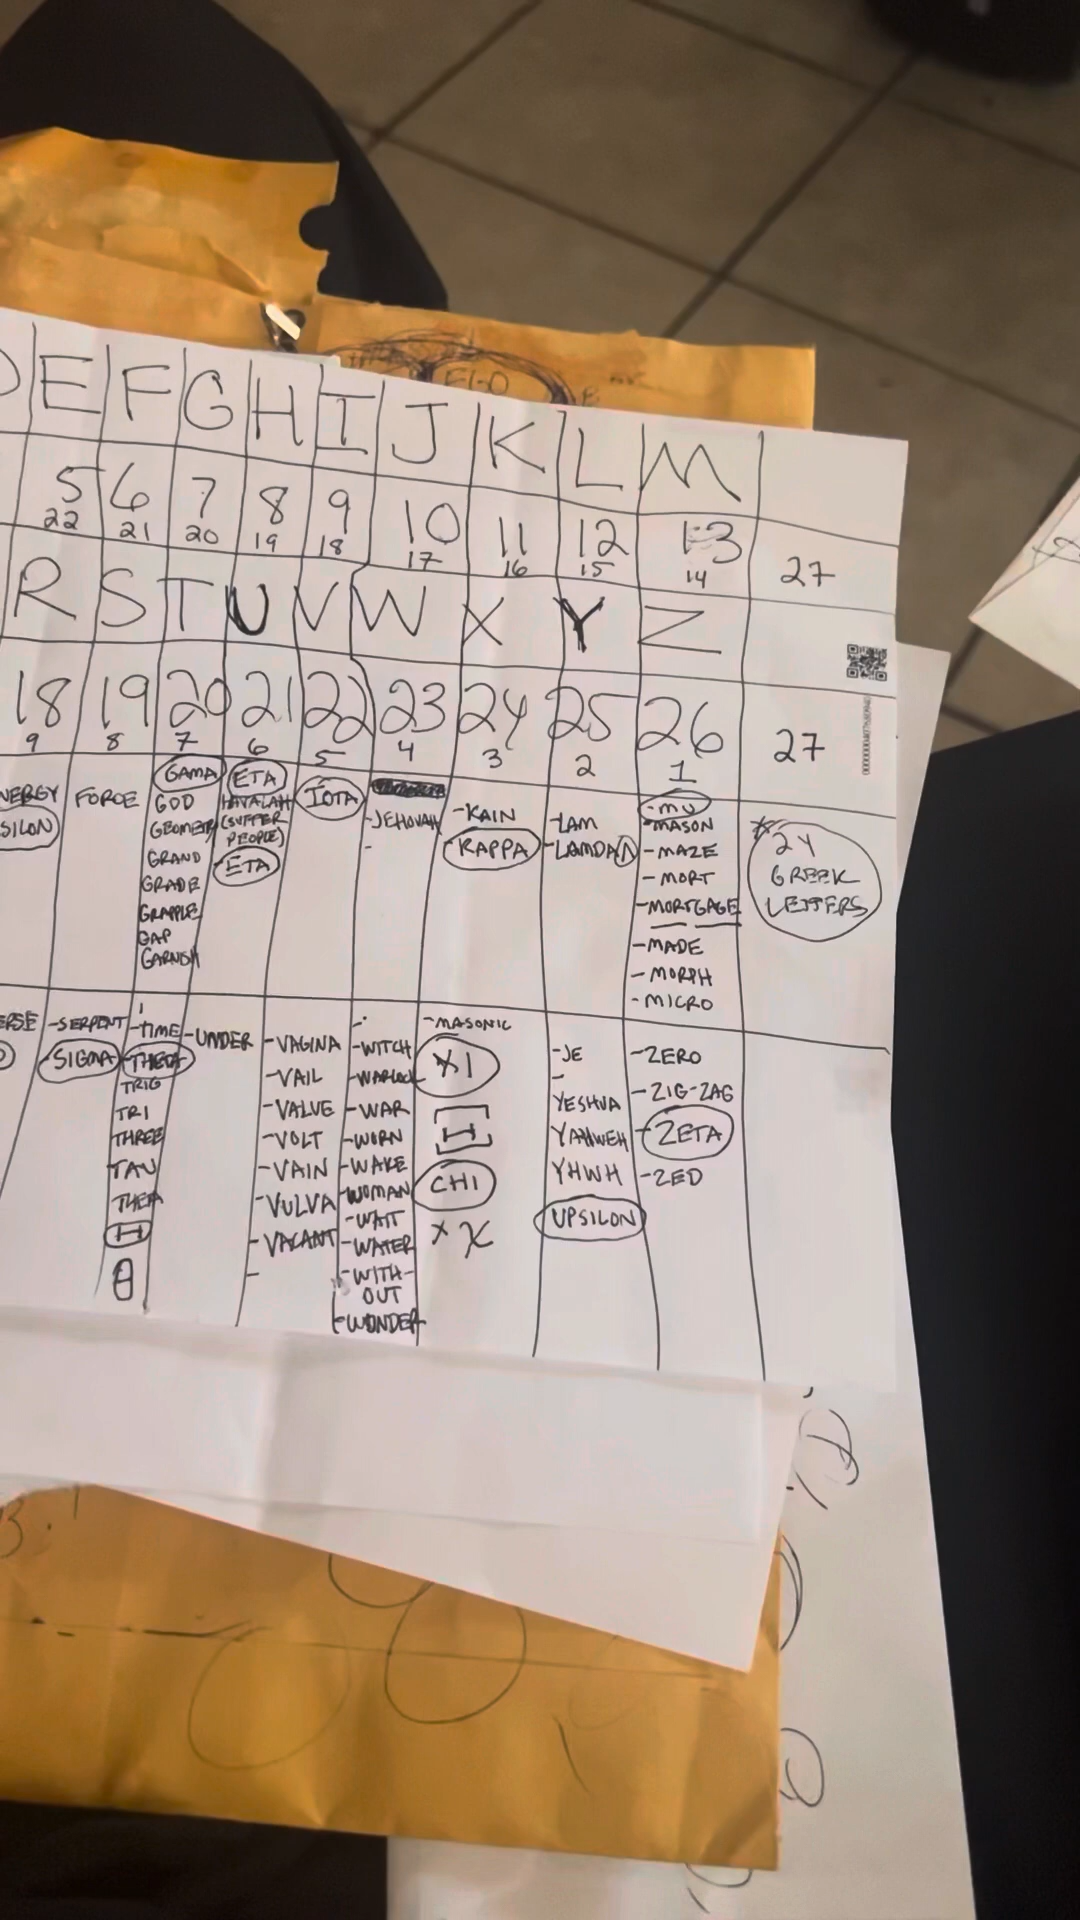 EGO
E F G H I J K L M
5 6 7 8 9 10 11 12 13
22 21 20 19 18 17 16 15 14 27
R S T U V W X Y Z
18 19 20 21 22 23 24 25 26
9 8 7 6 5 4 3 2 1 27
NERGY
SILON
FORCE
GAMA
GOD
GEOMETR
GRAND
GRADE
GRAPPLE
GAP
GARNISH
ETA
HAVALAH
(SUFFER
PEOPLE)
ETA
IOTA
-JEHOVAH
-
-KAIN
KAPPA
-LAM
-LAMDA Λ
-MU
-MASON
-MAZE
-MORT
-MORTGAGE
-MADE
-MORPH
-MICRO
*24
GREEK
LETTERS
ERSE
-SERPENT
-SIGMA
-TIME
-THETA
TRIG
TRI
THREE
TAU
THETA
-UNDER
-VAGINA
-VAIL
-VALVE
-VOLT
-VAIN
-VULVA
-VACANT
-
-WITCH
-WARLOCK
-WAR
-WORN
-WAKE
-WOMAN
-WAIT
-WATER
-WITH-
OUT
-WONDER
-MASONIC
XI
CHI
X X
-JE
-
YESHUA
YAHWEH
YHWH
UPSILON
-ZERO
-ZIG-ZAG
-ZETA
-ZED